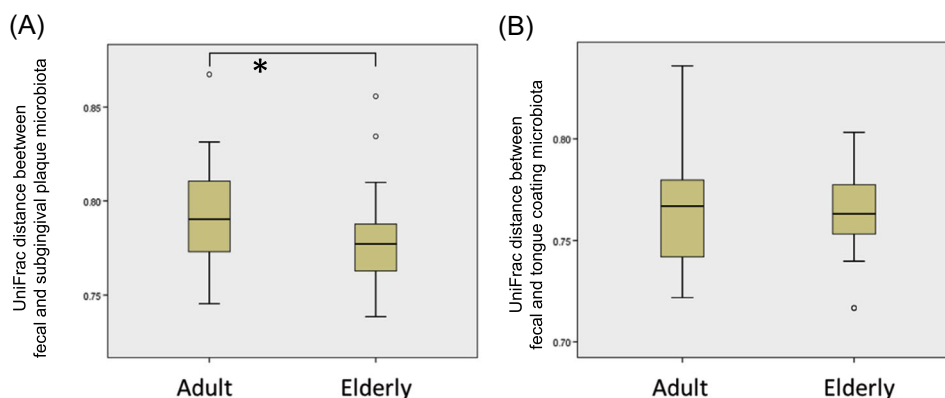 (A)
UniFrac distance beetween
fecal and subgingival plaque microbiota
0.85
0.80
0.75
*
Adult
Elderly
(B)
UniFrac distance between
fecal and tongue coating microbiota
0.80
0.75
0.70
Adult
Elderly